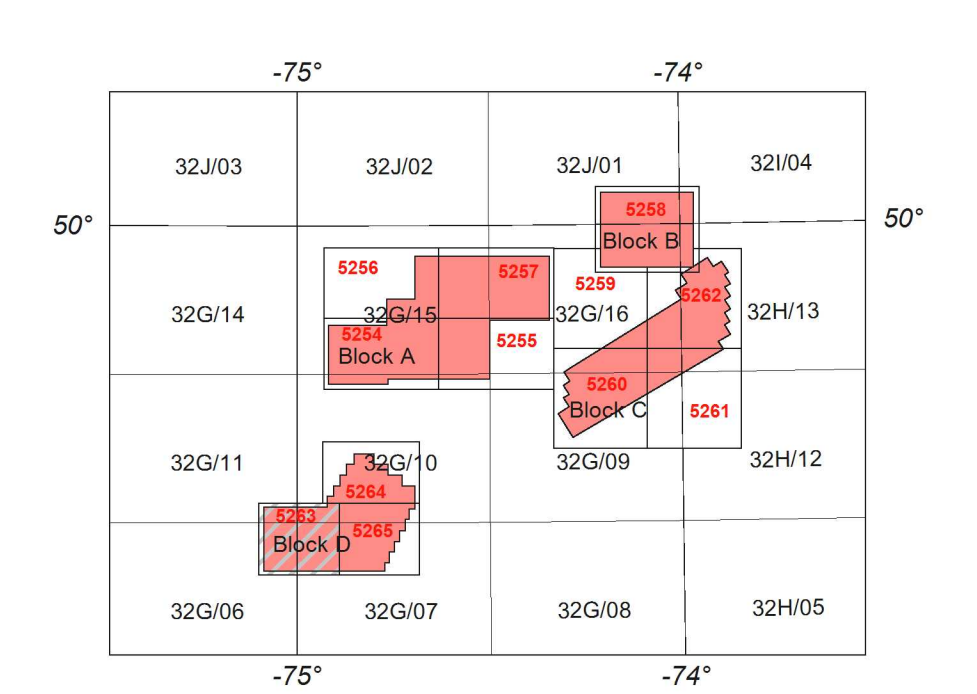 -75° -74°
32J/03 32J/02 32J/01 32I/04
5258
50° 50°
Block B
5256 5257 5259 5262
32G/14 32G/15 32G/16 32H/13
5254 5255
Block A
5260
Block C 5261
32G/11 32G/10 32G/09 32H/12
5264
5263 5265
Block D
32G/06 32G/07 32G/08 32H/05
-75° -74°